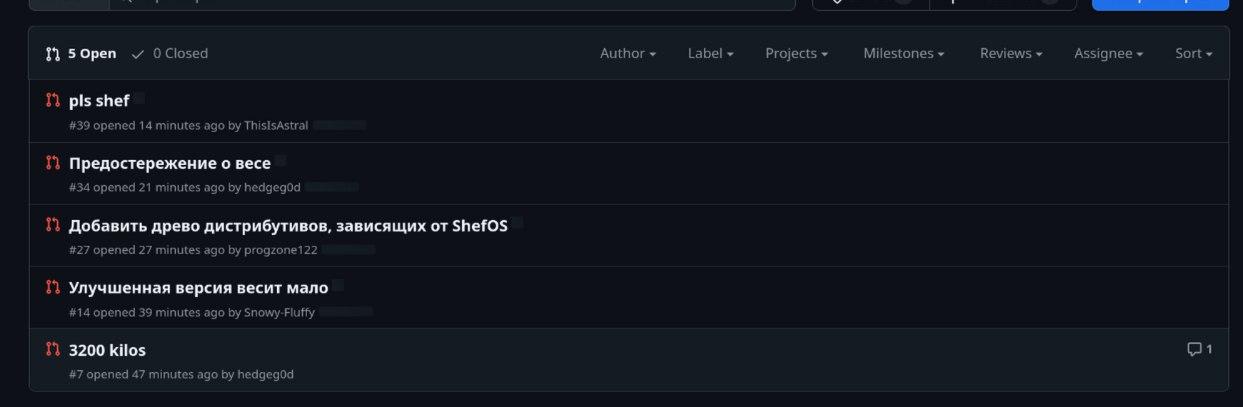 5 Open 0 Closed Author Label Projects Milestones Reviews Assignee Sort
pls shef
#39 opened 14 minutes ago by ThisIsAstral
Предостережение о весе
#34 opened 21 minutes ago by hedgeg0d
Добавить древо дистрибутивов, зависящих от ShefOS
#27 opened 27 minutes ago by progzone122
Улучшенная версия весит мало
#14 opened 39 minutes ago by Snowy-Fluffy
3200 kilos 1
#7 opened 47 minutes ago by hedgeg0d